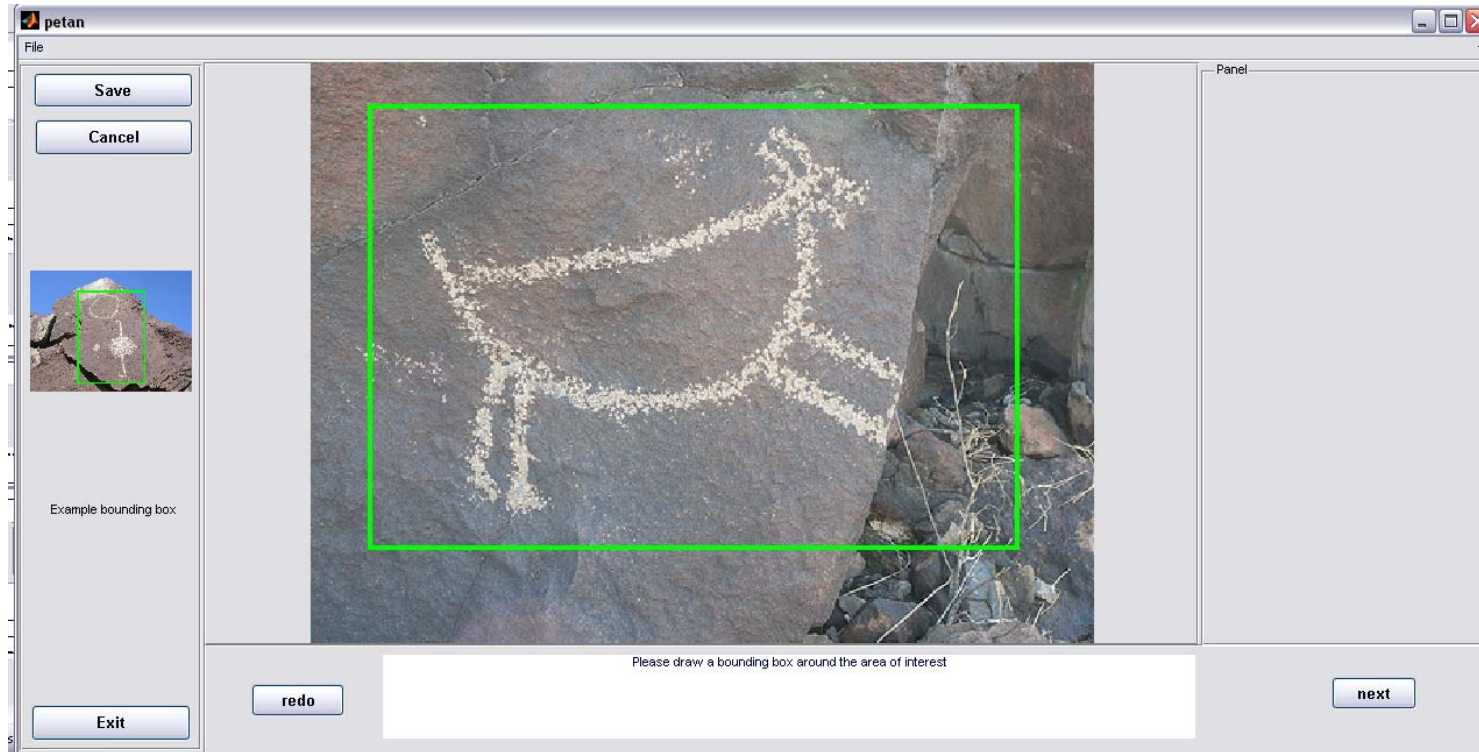 petan
File
Save
Cancel
Example bounding box
Exit
Panel
Please draw a bounding box around the area of interest
redo
next